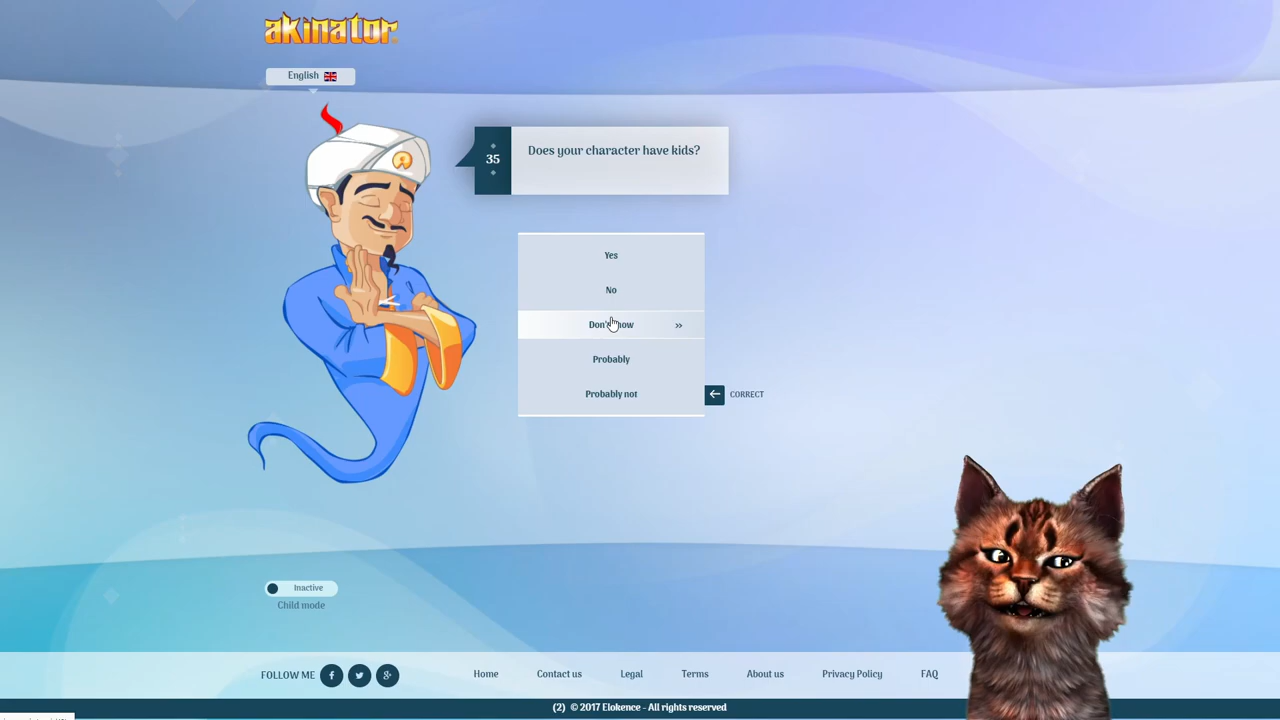 akinator
English
35
Does your character have kids?
Yes
No
Don't know »
Probably
Probably not
CORRECT
Inactive
Child mode
FOLLOW ME
Home
Contact us
Legal
Terms
About us
Privacy Policy
FAQ
(2) © 2017 Elokence - All rights reserved